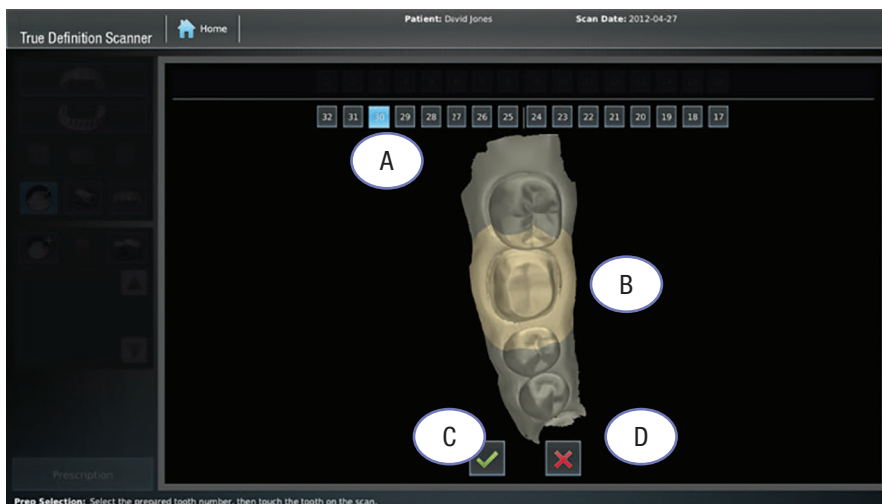 Patient: David Jones
Scan Date: 2012-04-27
True Definition Scanner
Home
32 31 30 29 28 27 26 25 24 23 22 21 20 19 18 17
A
B
C
D
Prescription
Prep Selection: Select the prepared tooth number, then touch the tooth on the scan.